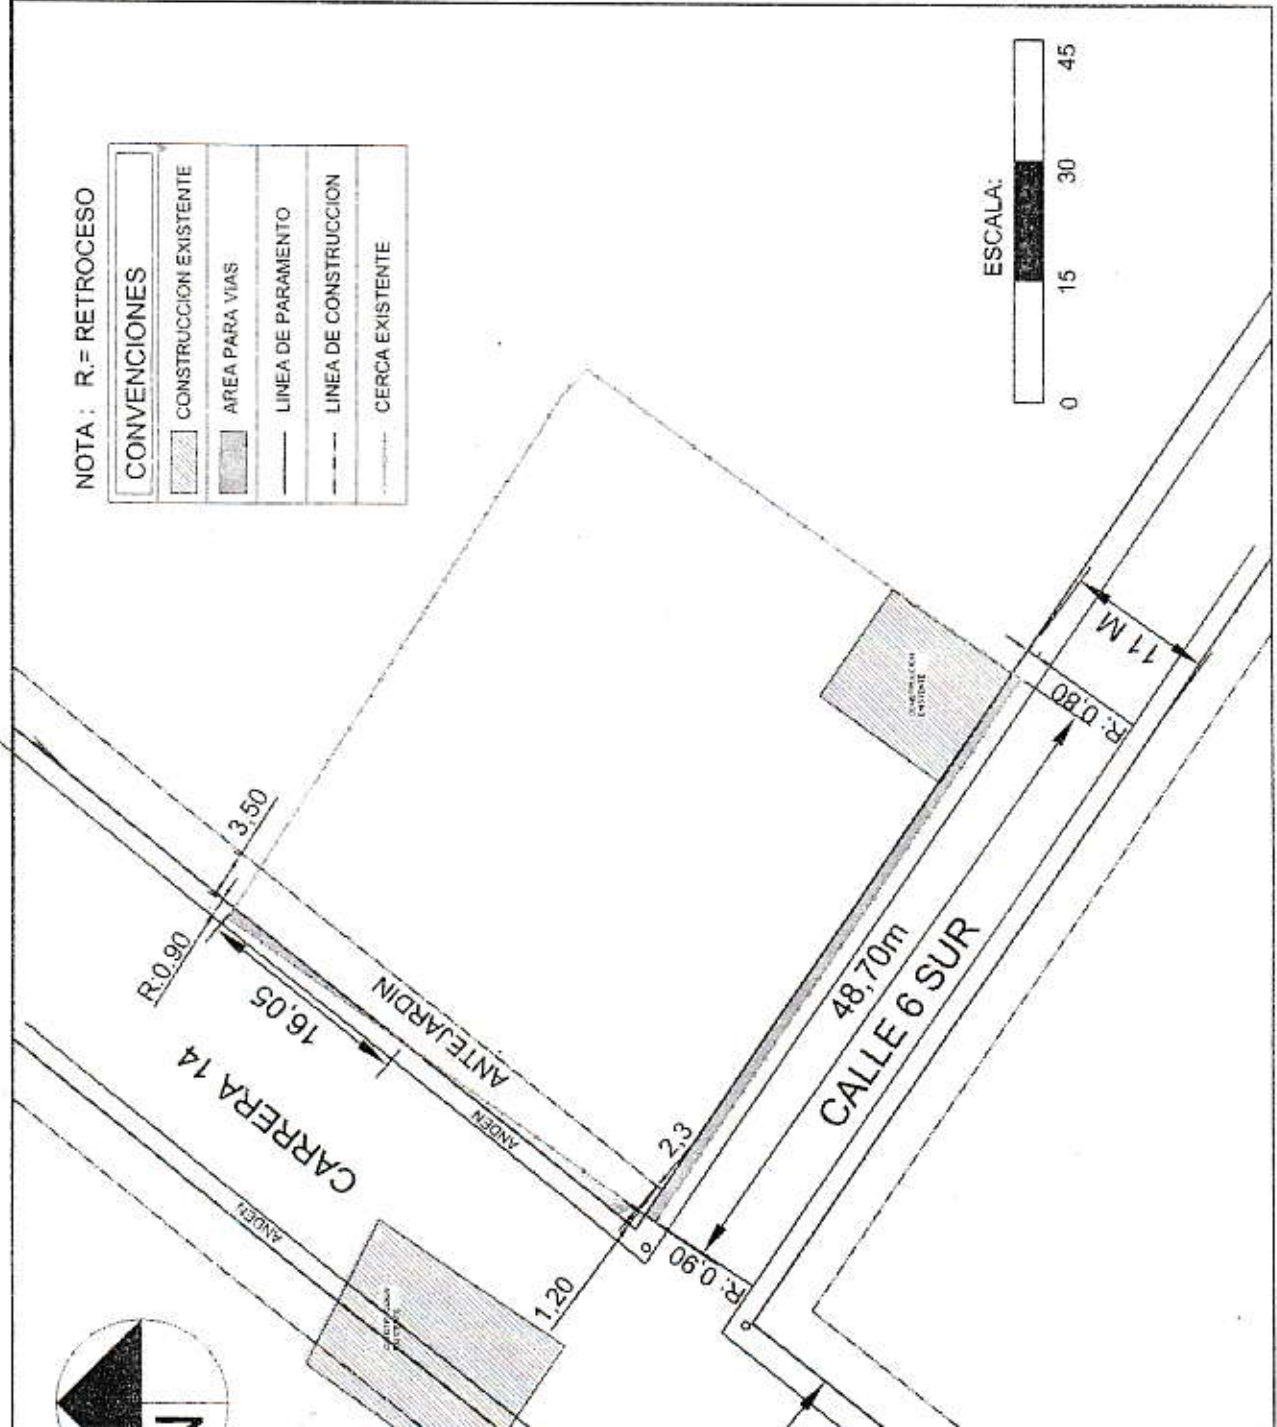 NOTA : R.= RETROCESO
CONVENCIONES
CONSTRUCCION EXISTENTE
AREA PARA VIAS
LINEA DE PARAMENTO
LINEA DE CONSTRUCCION
CERCA EXISTENTE
ESCALA:
0 15 30 45
3,50
R:0.90
16,05
CARRERA 14
ANTEJARDIN
ANDEN
ANDEN
2,3
1,20
R: 0,90
48,70m
CALLE 6 SUR
R: 0,80
11 M
CONSTRUCCION
EXISTENTE
N